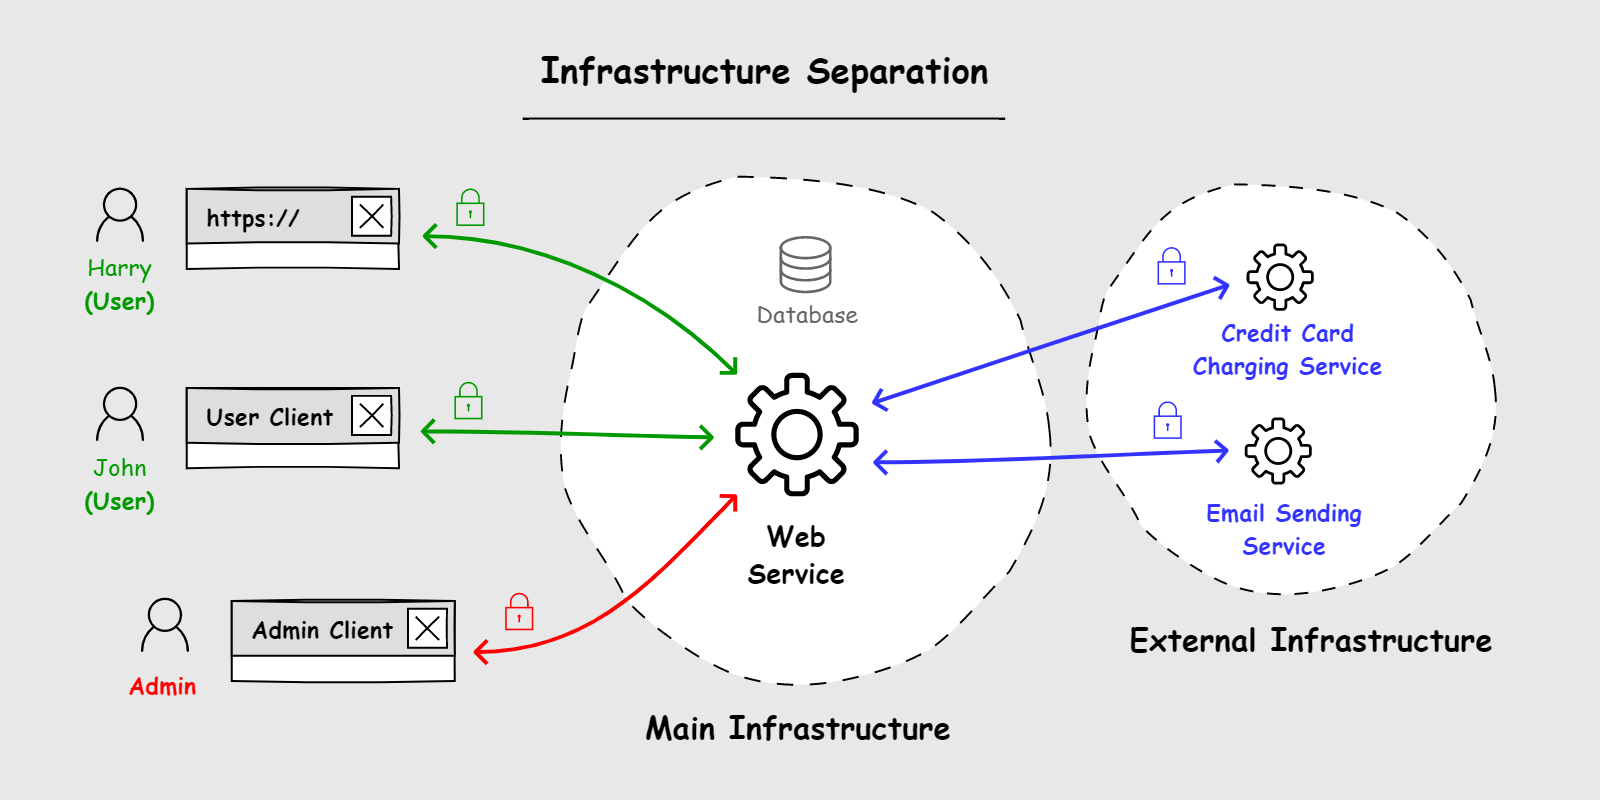 Infrastructure Separation
https://
Harry
(User)
User Client
John
(User)
Admin Client
Admin
Database
Web
Service
Main Infrastructure
Credit Card
Charging Service
Email Sending
Service
External Infrastructure